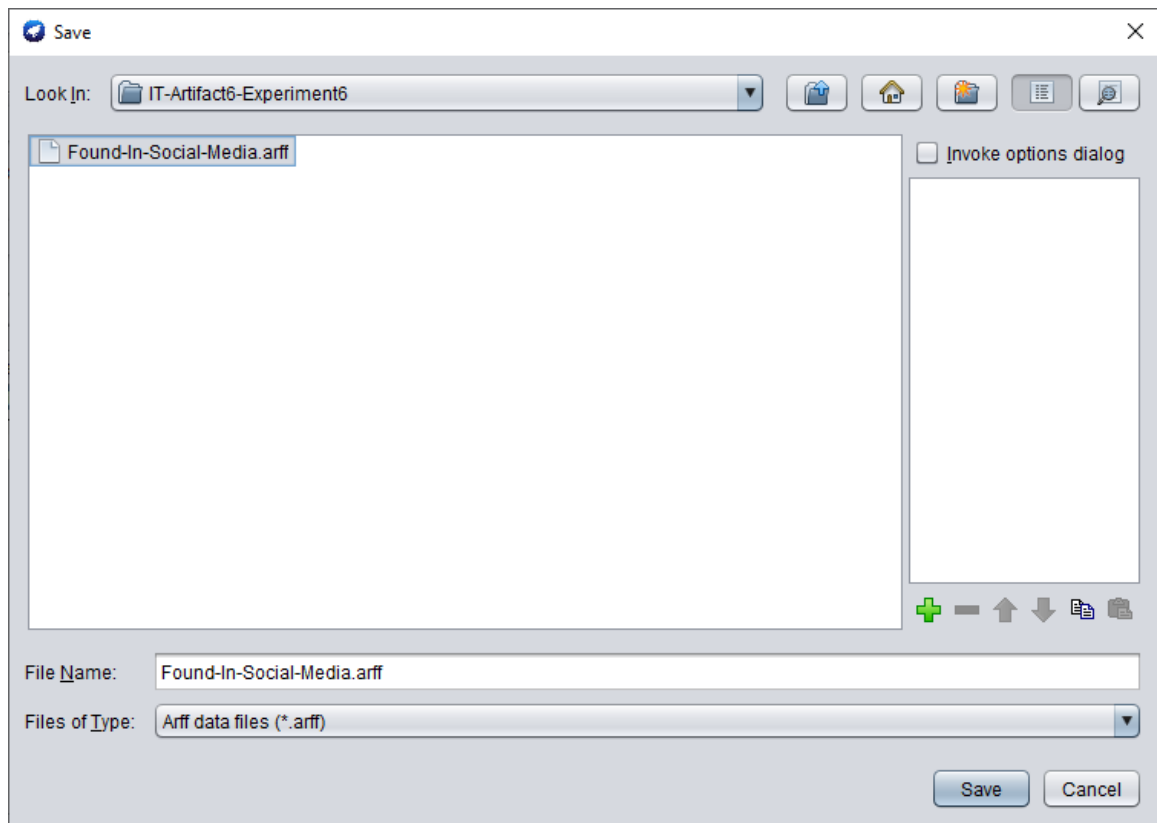 Save
Look In: IT-Artifact6-Experiment6
Found-In-Social-Media.arff
Invoke options dialog
File Name: Found-In-Social-Media.arff
Files of Type: Arff data files (*.arff)
Save Cancel